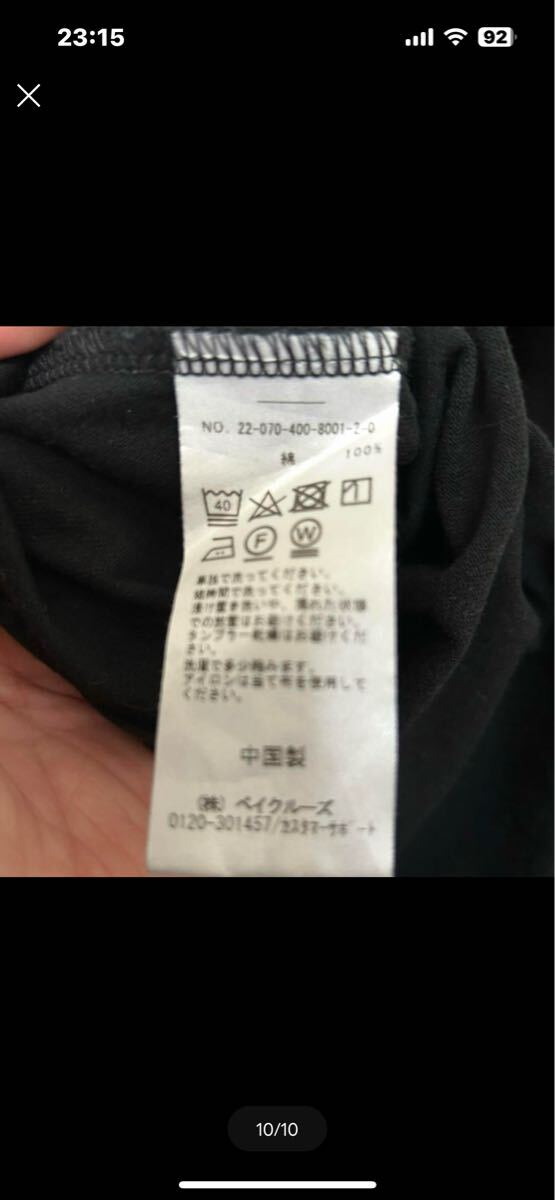 23:15
92
NO. 22-070-400-8001-2-0
綿 100%
40
F
W
単独で洗ってください。
短時間で洗ってください。
浸け置き洗いや、濡れた状態
での放置はお避けください。
タンブラー乾燥はお避けくださ
い。
洗濯で多少縮みます。
アイロンは当て布を使用して
ください。
中国製
(株)ベイクルーズ
0120-301457/カスタマーサポート
10/10